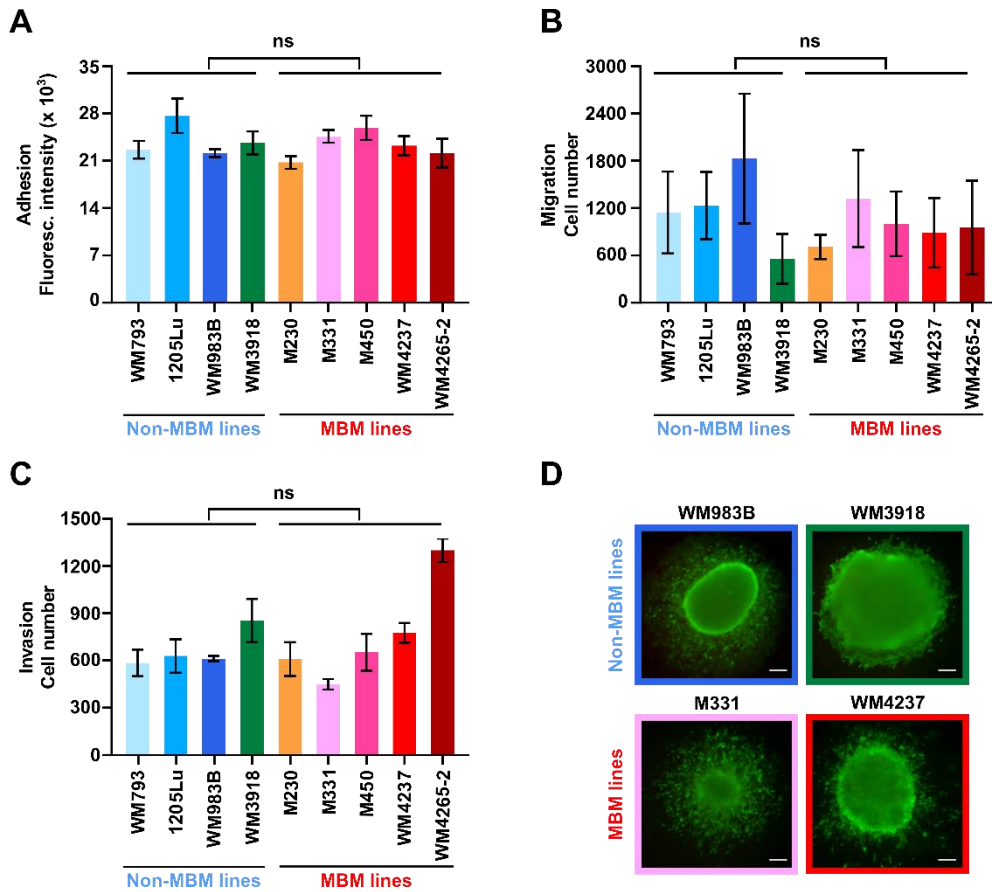 A
ns
Adhesion
Fluoresc. intensity (x 10³)
35
28
21
14
7
0
WM793
1205Lu
WM983B
WM3918
M230
M331
M450
WM4237
WM4265-2
Non-MBM lines
MBM lines
B
ns
Migration
Cell number
3000
2400
1800
1200
600
0
WM793
1205Lu
WM983B
WM3918
M230
M331
M450
WM4237
WM4265-2
Non-MBM lines
MBM lines
C
ns
Invasion
Cell number
1500
1200
900
600
300
0
WM793
1205Lu
WM983B
WM3918
M230
M331
M450
WM4237
WM4265-2
Non-MBM lines
MBM lines
D
WM983B
WM3918
Non-MBM lines
M331
WM4237
MBM lines